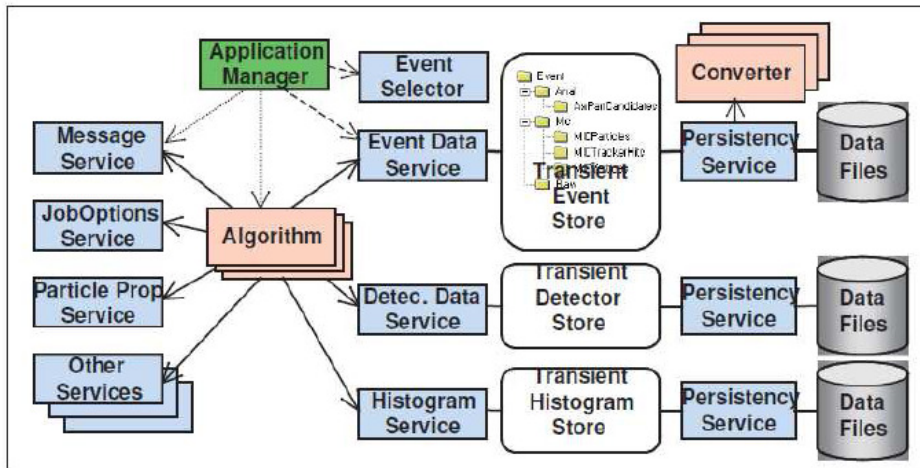 Application
Manager
Event
Selector
Converter
Event
Anal
Mc
MCParticles
Message
Service
Event Data
Service
Transient
Event
Store
Persistency
Service
Data
Files
JobOptions
Service
Algorithm
Particle Prop
Service
Detec. Data
Service
Transient
Detector
Store
Persistency
Service
Data
Files
Other
Services
Histogram
Service
Transient
Histogram
Store
Persistency
Service
Data
Files